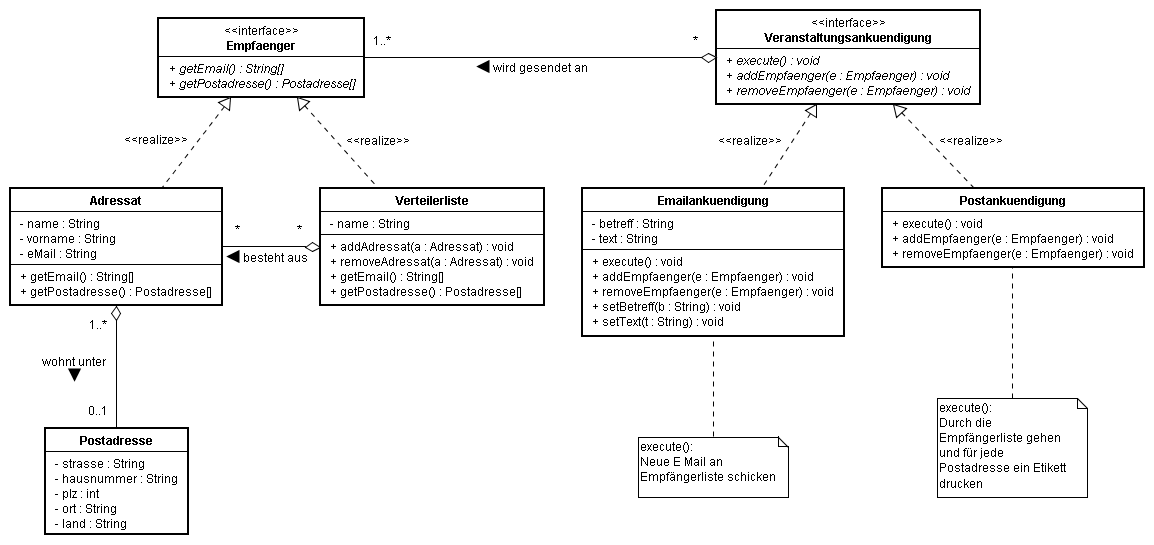 <<interface>>
Empfaenger
+ getEmail() : String[]
+ getPostadresse() : Postadresse[]
1..*
*
wird gesendet an
<<interface>>
Veranstaltungsankuendigung
+ execute() : void
+ addEmpfaenger(e : Empfaenger) : void
+ removeEmpfaenger(e : Empfaenger) : void
<<realize>>
<<realize>>
<<realize>>
<<realize>>
Adressat
- name : String
- vorname : String
- eMail : String
+ getEmail() : String[]
+ getPostadresse() : Postadresse[]
*
*
besteht aus
Verteilerliste
- name : String
+ addAdressat(a : Adressat) : void
+ removeAdressat(a : Adressat) : void
+ getEmail() : String[]
+ getPostadresse() : Postadresse[]
Emailankuendigung
- betreff : String
- text : String
+ execute() : void
+ addEmpfaenger(e : Empfaenger) : void
+ removeEmpfaenger(e : Empfaenger) : void
+ setBetreff(b : String) : void
+ setText(t : String) : void
Postankuendigung
+ execute() : void
+ addEmpfaenger(e : Empfaenger) : void
+ removeEmpfaenger(e : Empfaenger) : void
1..*
wohnt unter
0..1
Postadresse
- strasse : String
- hausnummer : String
- plz : int
- ort : String
- land : String
execute():
Neue E Mail an
Empfängerliste schicken
execute():
Durch die
Empfängerliste gehen
und für jede
Postadresse ein Etikett
drucken